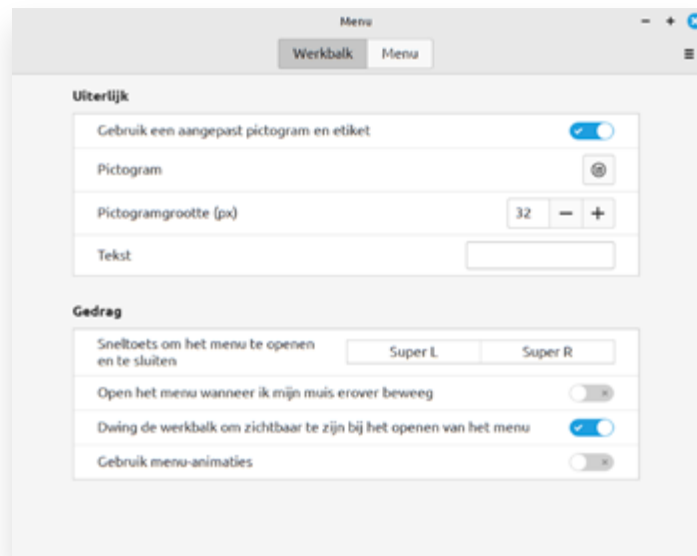 Menu
Werkbalk Menu
Uiterlijk
Gebruik een aangepast pictogram en etiket
Pictogram
Pictogramgrootte (px) 32
Tekst
Gedrag
Sneltoets om het menu te openen
en te sluiten
Super L Super R
Open het menu wanneer ik mijn muis erover beweeg
Dwing de werkbalk om zichtbaar te zijn bij het openen van het menu
Gebruik menu-animaties